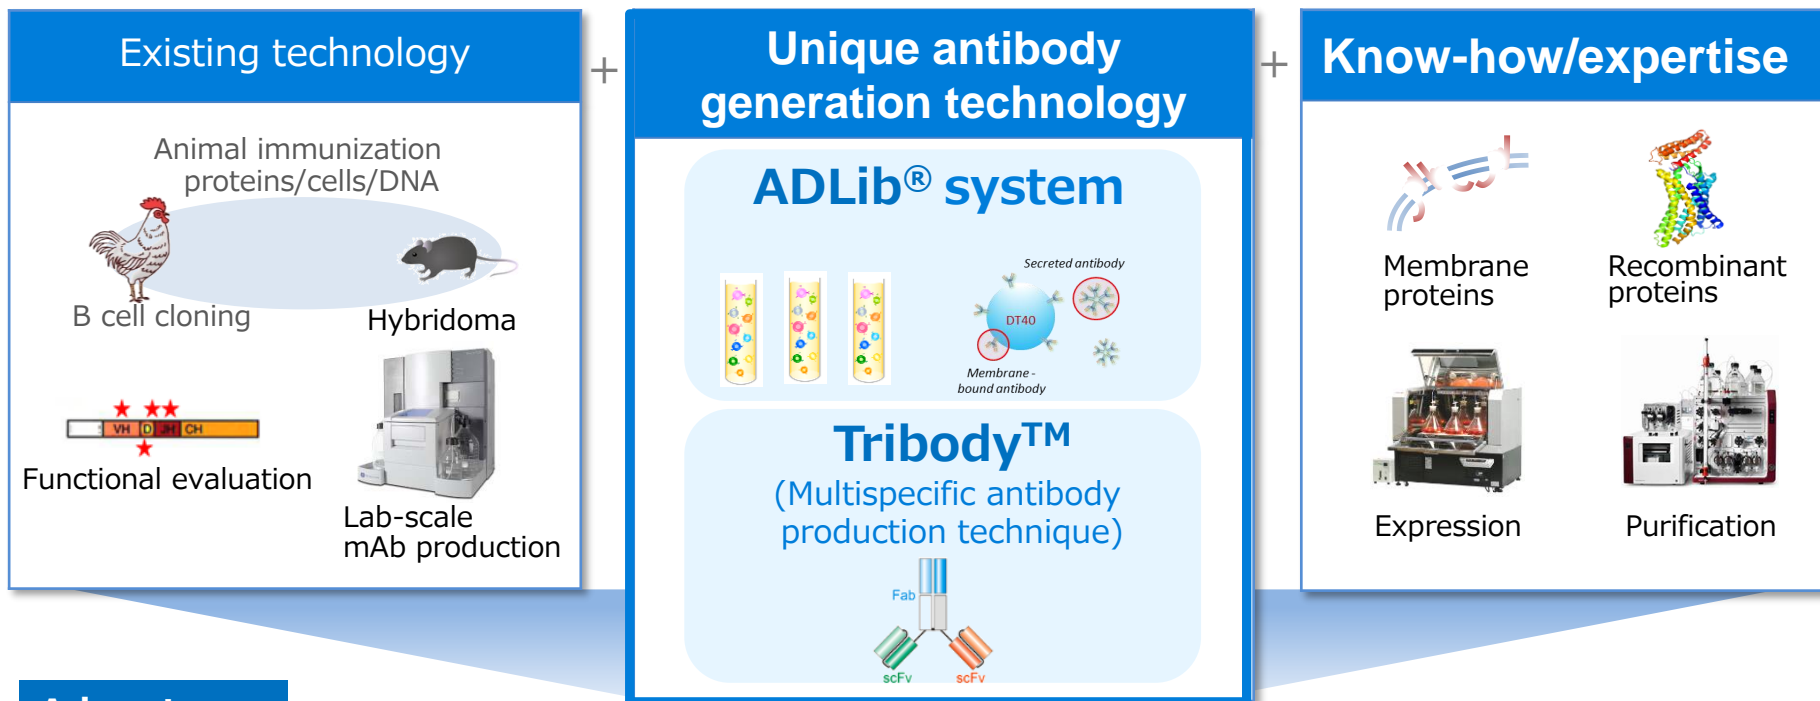 Existing technology
+
Unique antibody
generation technology
+
Know-how/expertise
Animal immunization
proteins/cells/DNA
B cell cloning
Hybridoma
VH D JH CH
Functional evaluation
Lab-scale
mAb production
ADLib® system
Secreted antibody
DT40
Membrane -
bound antibody
Tribody™
(Multispecific antibody
production technique)
Fab
scFv
scFv
Membrane
proteins
Recombinant
proteins
Expression
Purification